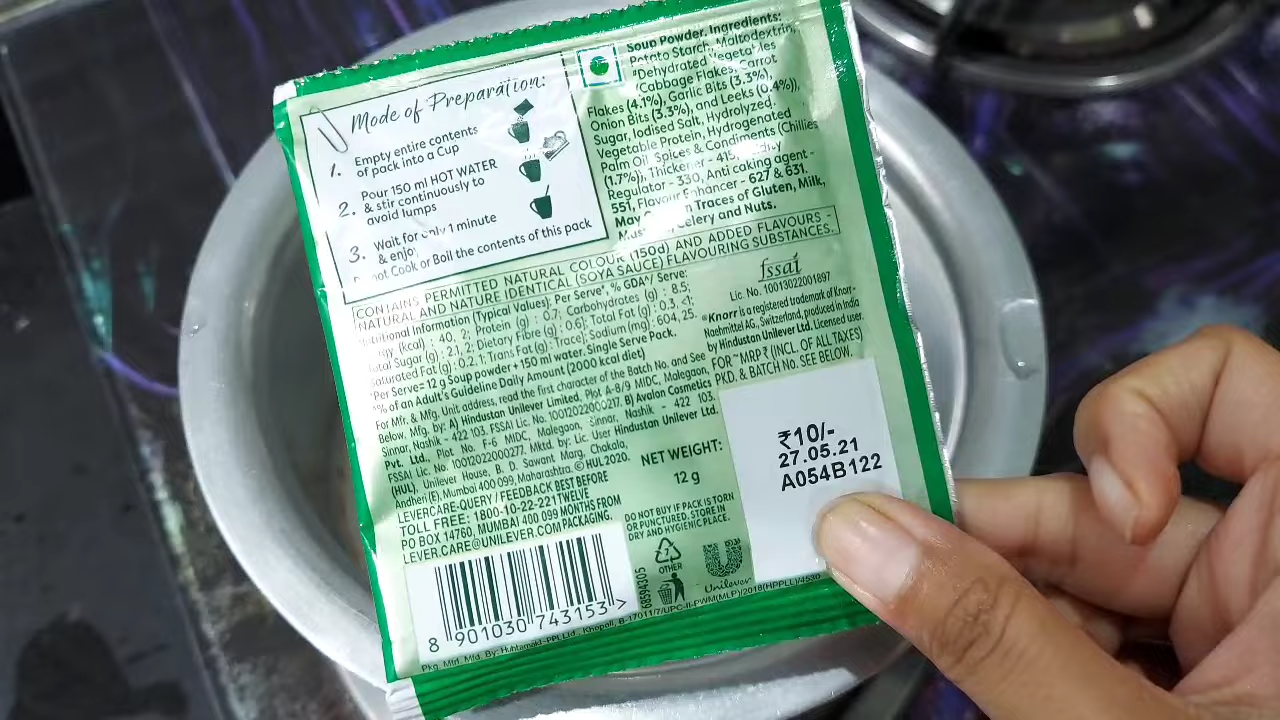 Mode of Preparation:
1. Empty entire contents
of pack into a Cup
2. Pour 150 ml HOT WATER
& stir continuously to
avoid lumps
3. Wait for only 1 minute
& enjoy
not Cook or Boil the contents of this pack
Soup Powder, Ingredients:
Potato Starch, Maltodextrin,
*Dehydrated Vegetables
(Cabbage Flakes, Carrot
Flakes (4.1%), Garlic Bits (3.3%),
Onion Bits (3.3%), and Leeks (0.4%)),
Sugar, Iodised Salt, Hydrolyzed
Vegetable Protein, Hydrogenated
Palm Oil, Spices & Condiments (Chillies
(1.7%)), Thickener - 415,
Regulator - 330, Anti caking agent -
551, Flavour Enhancer - 627 & 631.
May Traces of Gluten, Milk,
Celery and Nuts.
CONTAINS PERMITTED NATURAL COLOUR (150d) AND ADDED FLAVOURS -
NATURAL AND NATURE IDENTICAL (SOYA SAUCE) FLAVOURING SUBSTANCES.
Nutritional Information (Typical Values): Per Serve*, % GDA^/ Serve:
(kcal) : 40, 2; Protein (g) : 0.7; Carbohydrates (g) : 8.5;
Total Sugar (g) : 2.1, 2; Dietary Fibre (g) : 0.6; Total Fat (g) : 0.3, <1;
Saturated Fat (g) : 0.2, 1; Trans Fat (g) : Trace; Sodium (mg) : 604, 25.
*Per Serve= 12 g Soup powder + 150 ml water. Single Serve Pack.
^% of an Adult's Guideline Daily Amount (2000 kcal diet)
For Mfr. & Mfg. Unit address, read the first character of the Batch No. and See
Below. Mfg. by: A) Hindustan Unilever Limited. Plot A-8/9 MIDC, Malegaon,
Sinnar, Nashik - 422 103. FSSAI Lic. No. 10012022000217. B) Avalon Cosmetics
Pvt. Ltd., Plot No. F-6 MIDC, Malegaon, Sinnar, Nashik - 422 103.
FSSAI Lic. No. 10012022000277. Mktd. by: Lic. User Hindustan Unilever Ltd.
(HUL), Unilever House, B. D. Sawant Marg, Chakala,
Andheri (E), Mumbai 400 099, Maharashtra. © HUL 2020.
LEVERCARE-QUERY / FEEDBACK BEST BEFORE
TOLL FREE: 1800-10-22-221 TWELVE
PO BOX 14760, MUMBAI 400 099 MONTHS FROM
LEVER.CARE@UNILEVER.COM PACKAGING.
fssai
Lic. No. 10013022001897
Knorr is a registered trademark of Knorr-
Naehrmittel AG., Switzerland, produced in India
by Hindustan Unilever Ltd. Licensed user.
FOR ~MRP ₹ (INCL. OF ALL TAXES)
PKD, & BATCH No. SEE BELOW.
₹10/-
27.05.21
A054B122
NET WEIGHT:
12 g
DO NOT BUY IF PACK IS TORN
OR PUNCTURED. STORE IN
DRY AND HYGIENIC PLACE.
7
OTHER
Unilever
68594305
8 901030 743153 >
Pkg. Mtrl. Mfd. By: Huhtamaki-PPL Ltd., Khopoli, B-17011/7/UPC-II-PWM(MLP)/2018(HPPLL)/4530